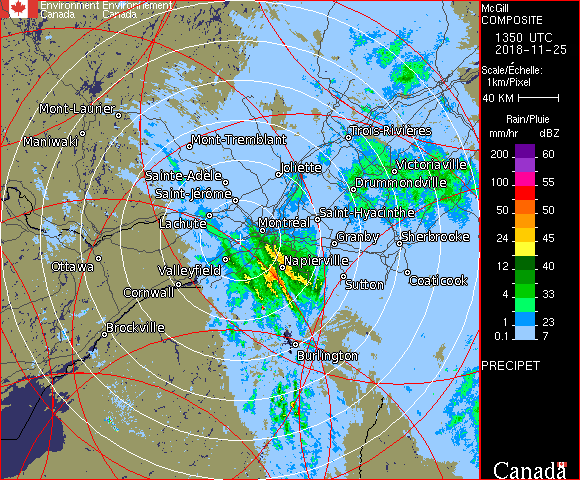 Environment Environnement
Canada Canada
Mont-Laurier
Maniwaki
Mont-Tremblant
Trois-Rivières
Joliette
Victoriaville
Sainte-Adèle
Drummondville
Saint-Jérôme
Lachute
Saint-Hyacinthe
Montréal
Granby
Sherbrooke
Ottawa
Valleyfield
Napierville
Cornwall
Sutton
Coaticook
Brockville
Burlington
McGill
COMPOSITE
1350 UTC
2018-11-25
Scale/Échelle:
1km/Pixel
40 KM
Rain/Pluie
mm/hr dBZ
200 60
100 55
50 50
24 45
12 40
4 33
1 23
0.1 7
PRECIPET
Canada